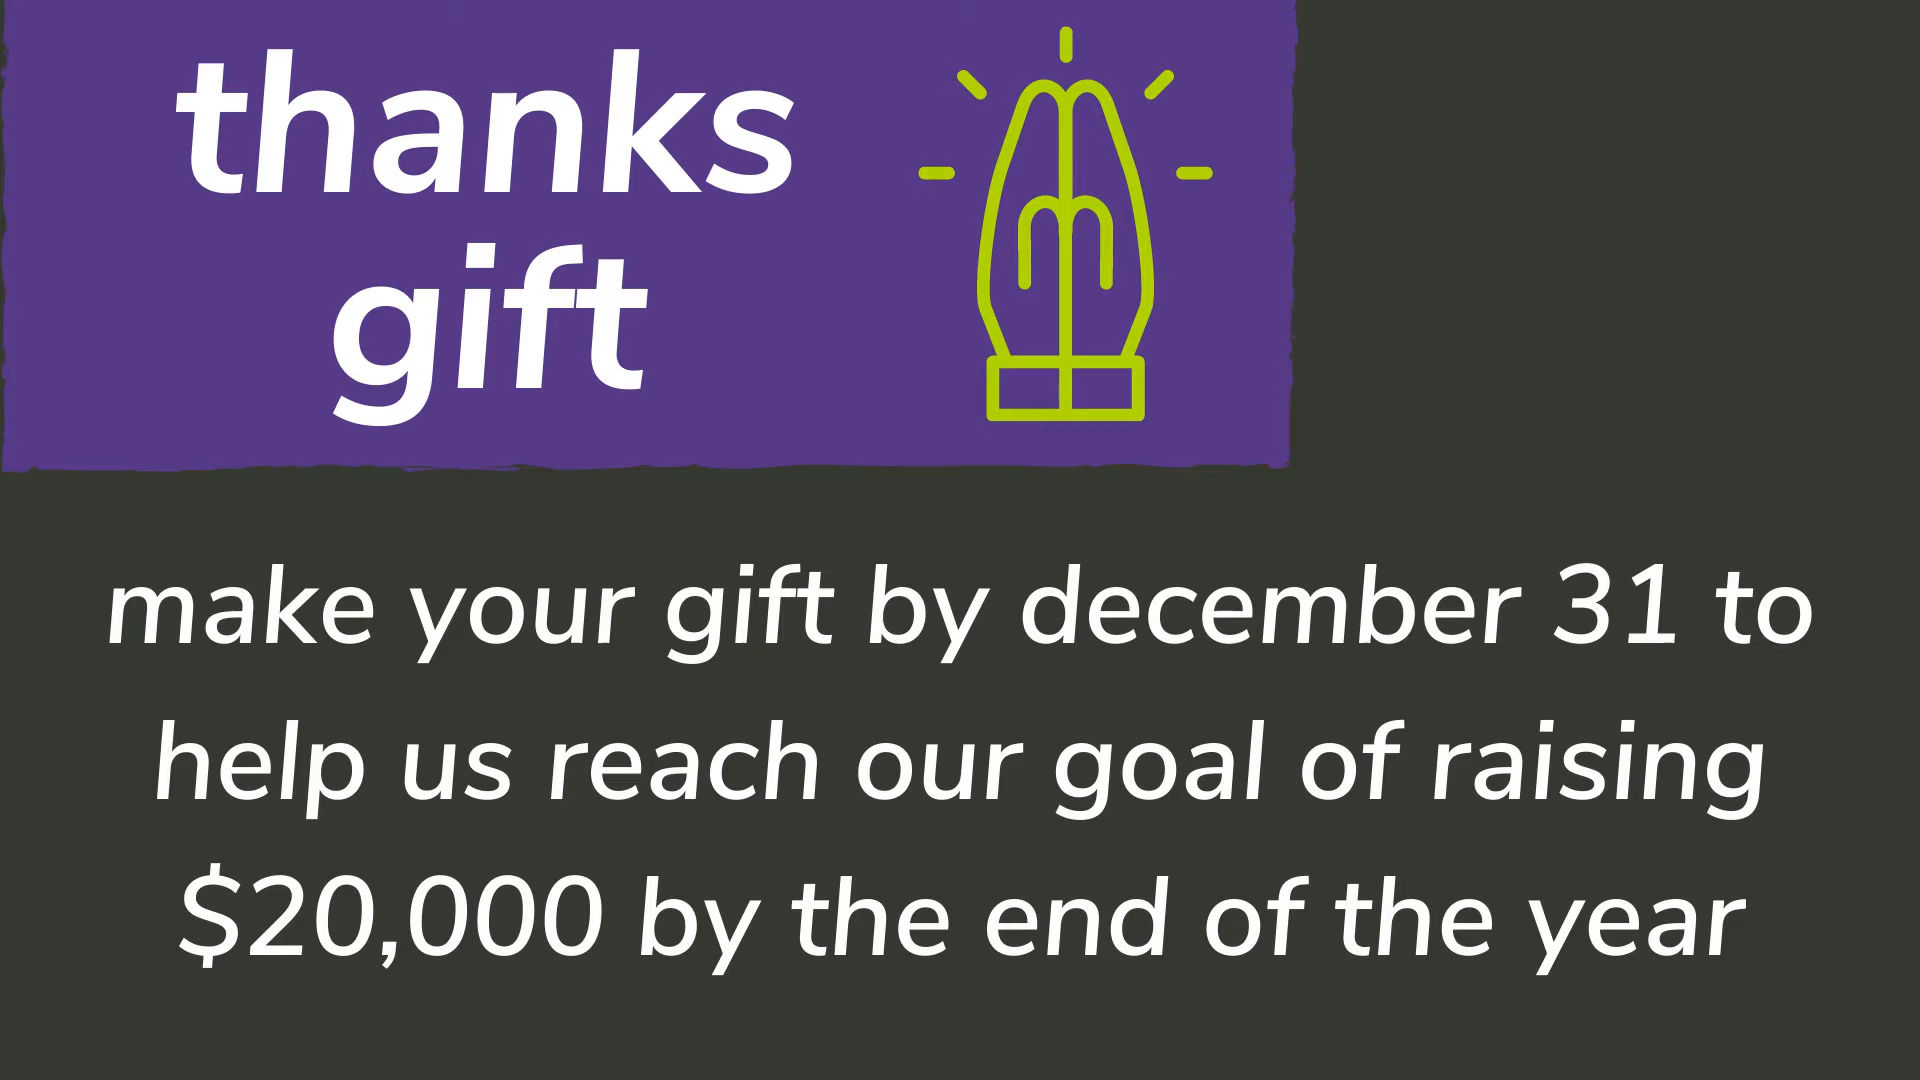 thanks
gift
make your gift by december 31 to
help us reach our goal of raising
$20,000 by the end of the year